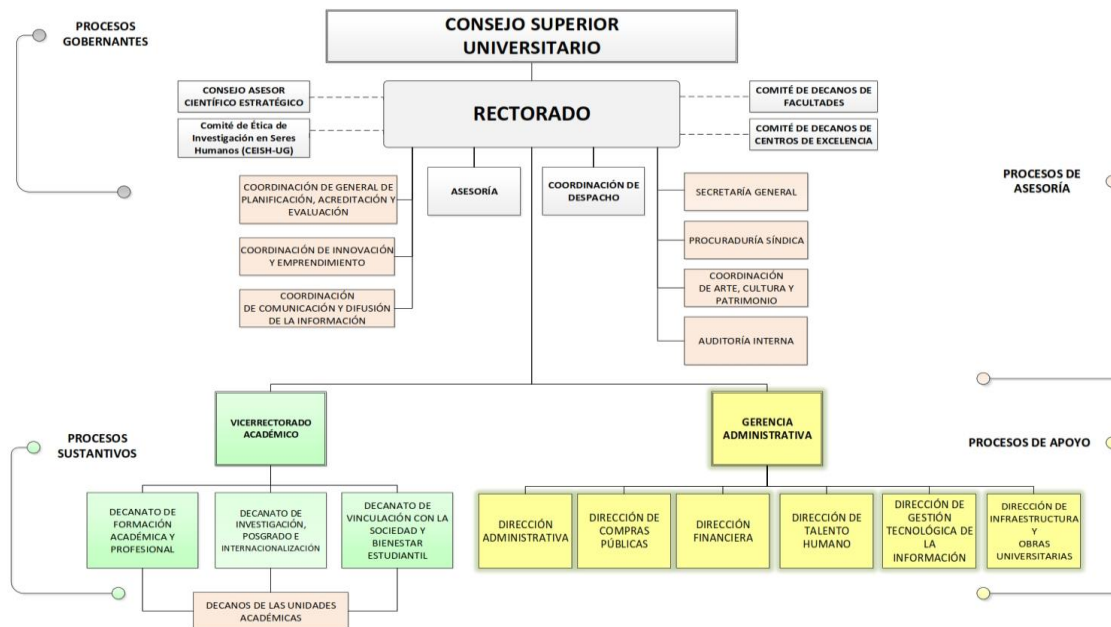 PROCESOS
GOBERNANTES
CONSEJO SUPERIOR
UNIVERSITARIO
CONSEJO ASESOR
CIENTÍFICO ESTRATÉGICO
Comité de Ética de
Investigación en Seres
Humanos (CEISH-UG)
RECTORADO
COMITÉ DE DECANOS DE
FACULTADES
COMITÉ DE DECANOS DE
CENTROS DE EXCELENCIA
COORDINACIÓN DE GENERAL DE
PLANIFICACIÓN, ACREDITACIÓN Y
EVALUACIÓN
ASESORÍA
COORDINACIÓN DE
DESPACHO
SECRETARÍA GENERAL
PROCESOS DE
ASESORÍA
COORDINACIÓN DE INNOVACIÓN
Y EMPRENDIMIENTO
PROCURADURÍA SÍNDICA
COORDINACIÓN
DE COMUNICACIÓN Y DIFUSIÓN
DE LA INFORMACIÓN
COORDINACIÓN
DE ARTE, CULTURA Y
PATRIMONIO
AUDITORÍA INTERNA
PROCESOS
SUSTANTIVOS
VICERRECTORADO
ACADÉMICO
GERENCIA
ADMINISTRATIVA
PROCESOS DE APOYO
DECANATO DE
FORMACIÓN
ACADÉMICA Y
PROFESIONAL
DECANATO DE
INVESTIGACIÓN,
POSGRADO E
INTERNACIONALIZACIÓN
DECANATO DE
VINCULACIÓN CON LA
SOCIEDAD Y
BIENESTAR
ESTUDIANTIL
DIRECCIÓN
ADMINISTRATIVA
DIRECCIÓN DE
COMPRAS
PÚBLICAS
DIRECCIÓN
FINANCIERA
DIRECCIÓN DE
TALENTO
HUMANO
DIRECCIÓN DE
GESTIÓN
TECNOLÓGICA DE
LA
INFORMACIÓN
DIRECCIÓN DE
INFRAESTRUCTURA
Y
OBRAS
UNIVERSITARIAS
DECANOS DE LAS UNIDADES
ACADÉMICAS